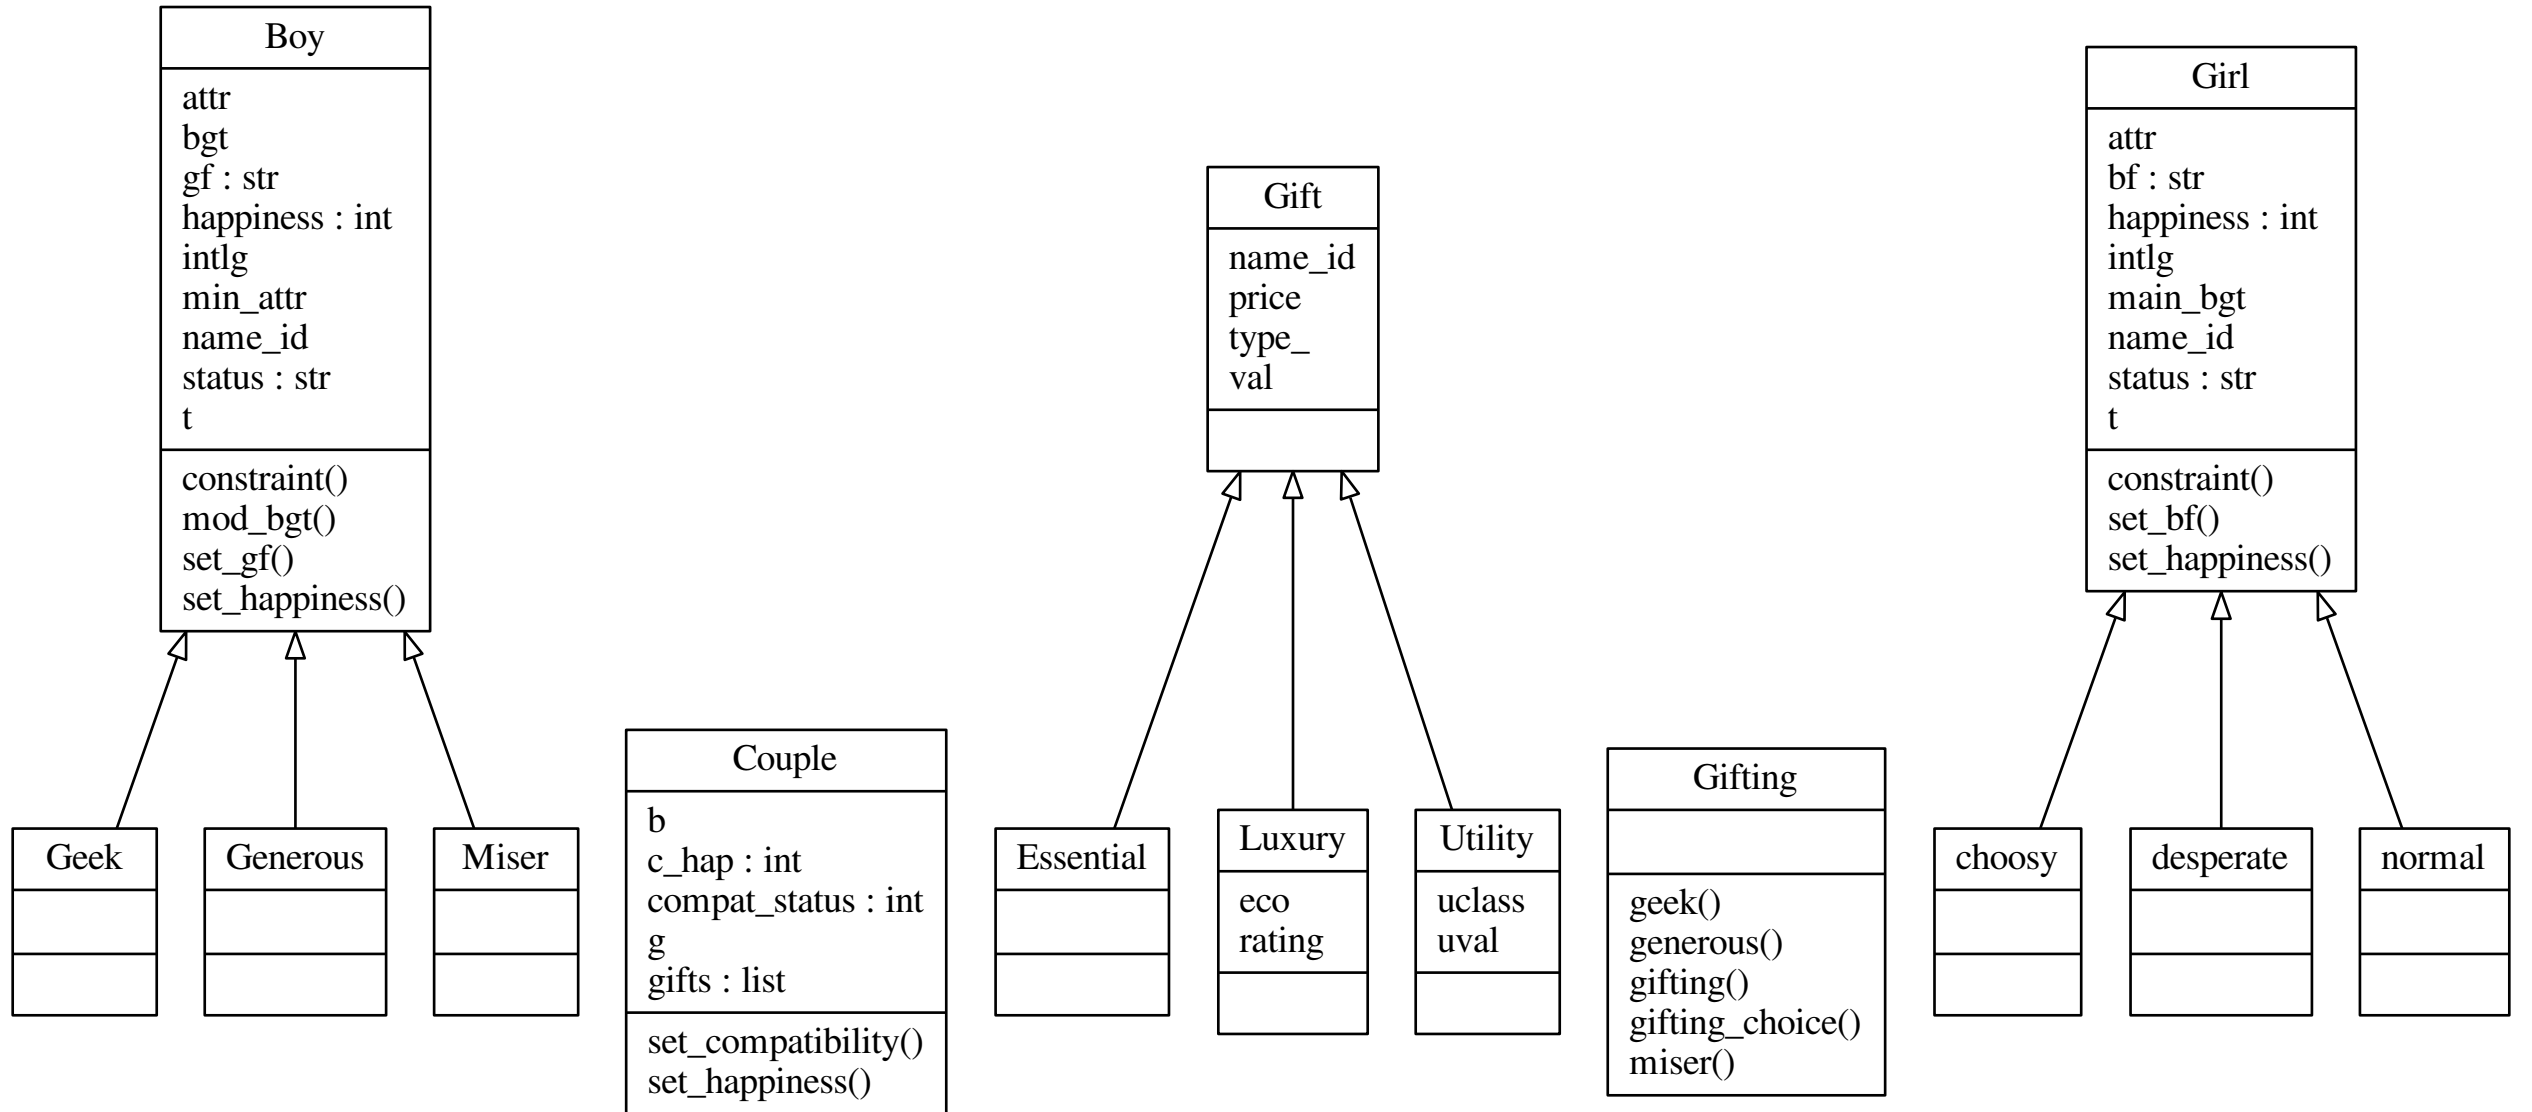 Boy
attr
bgt
gf : str
happiness : int
intlg
min_attr
name_id
status : str
t
constraint()
mod_bgt()
set_gf()
set_happiness()
Gift
name_id
price
type_
val
Girl
attr
bf : str
happiness : int
intlg
main_bgt
name_id
status : str
t
constraint()
set_bf()
set_happiness()
Geek
Generous
Miser
Couple
b
c_hap : int
compat_status : int
g
gifts : list
set_compatibility()
set_happiness()
Essential
Luxury
eco
rating
Utility
uclass
uval
Gifting
geek()
generous()
gifting()
gifting_choice()
miser()
choosy
desperate
normal